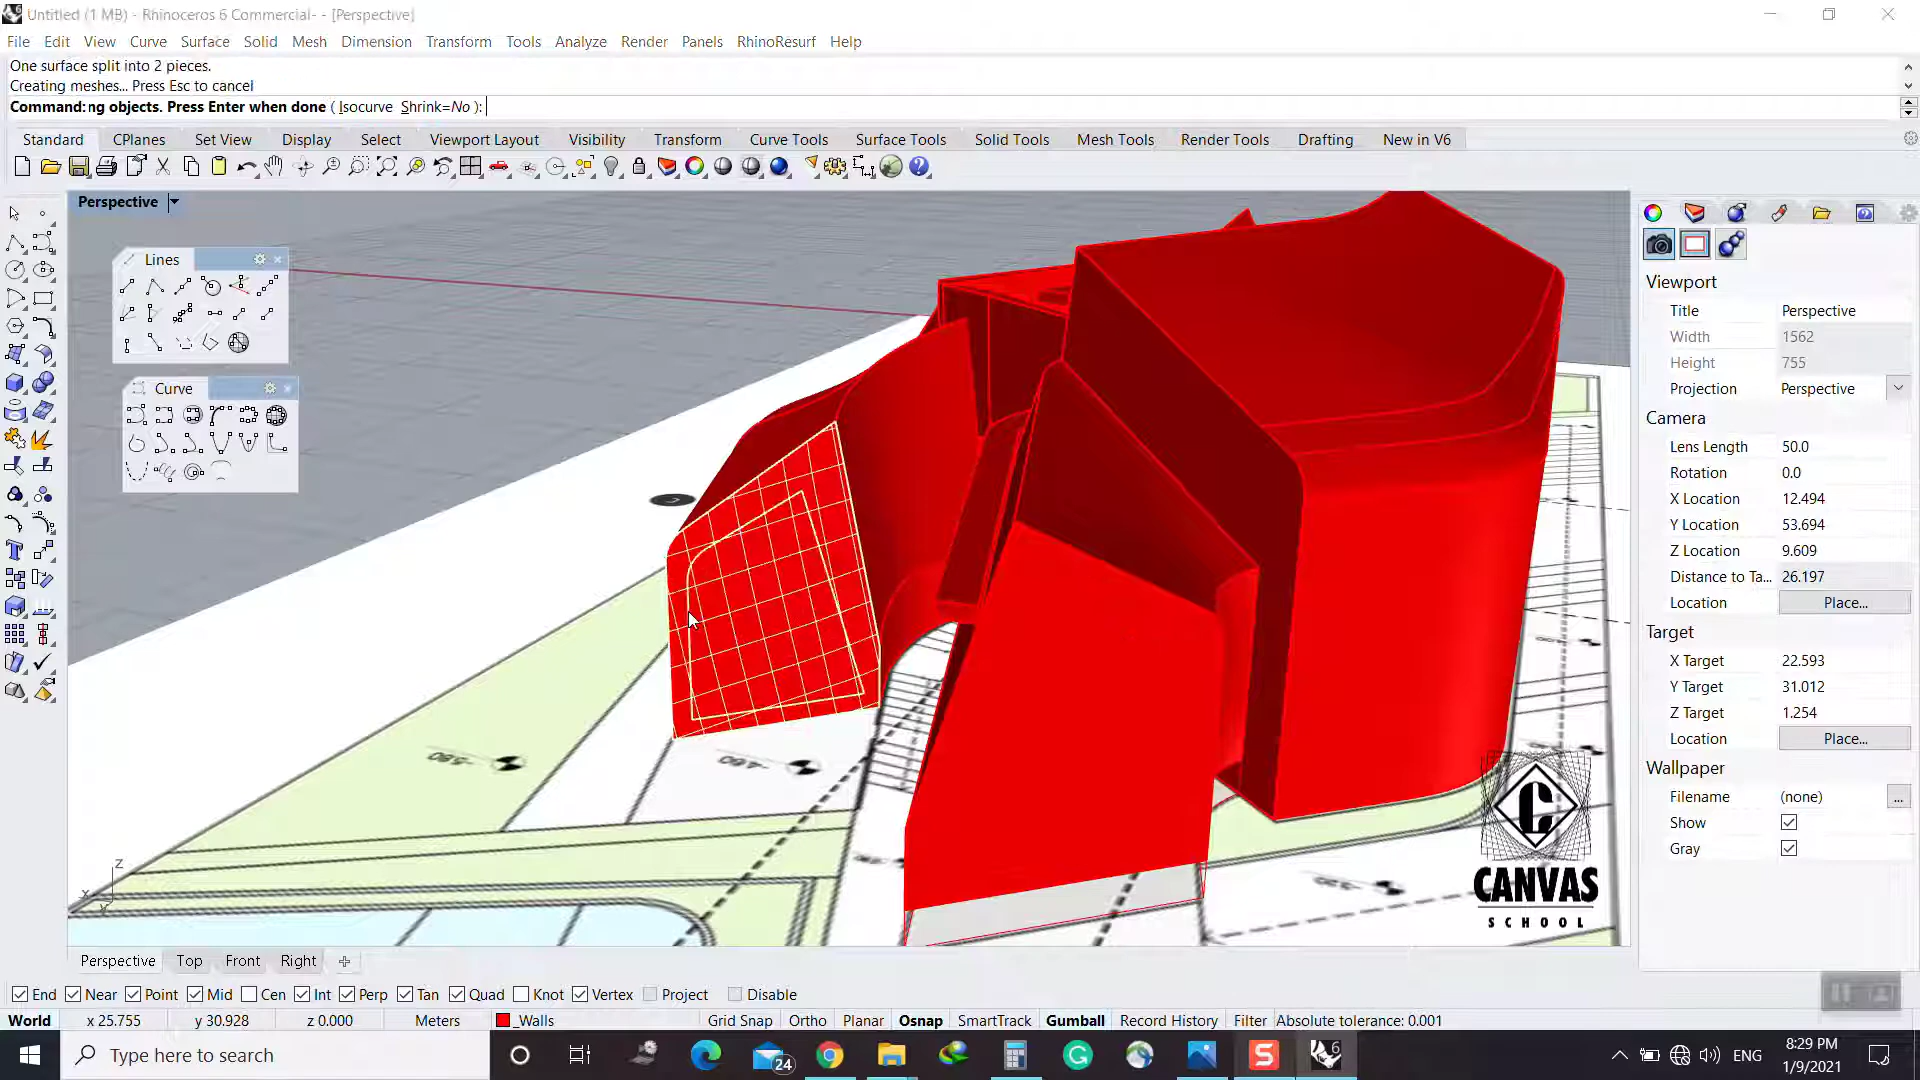 Untitled (1 MB) - Rhinoceros 6 Commercial- - [Perspective]
File Edit View Curve Surface Solid Mesh Dimension Transform Tools Analyze Render Panels RhinoResurf Help
One surface split into 2 pieces.
Creating meshes... Press Esc to cancel
Command:ng objects. Press Enter when done ( Isocurve Shrink=No ):
Standard CPlanes Set View Display Select Viewport Layout Visibility Transform Curve Tools Surface Tools Solid Tools Mesh Tools Render Tools Drafting New in V6
Perspective
Lines
Curve
Viewport
Title Perspective
Width 1562
Height 755
Projection Perspective
Camera
Lens Length 50.0
Rotation 0.0
X Location 12.494
Y Location 53.694
Z Location 9.609
Distance to Ta... 26.197
Location Place...
Target
X Target 22.593
Y Target 31.012
Z Target 1.254
Location Place...
Wallpaper
Filename (none) ...
Show
Gray
CANVAS
SCHOOL
z
x
y
Perspective Top Front Right
End Near Point Mid Cen Int Perp Tan Quad Knot Vertex Project Disable
World x 25.755 y 30.928 z 0.000 Meters _Walls Grid Snap Ortho Planar Osnap SmartTrack Gumball Record History Filter Absolute tolerance: 0.001
Type here to search
24
ENG
8:29 PM
1/9/2021